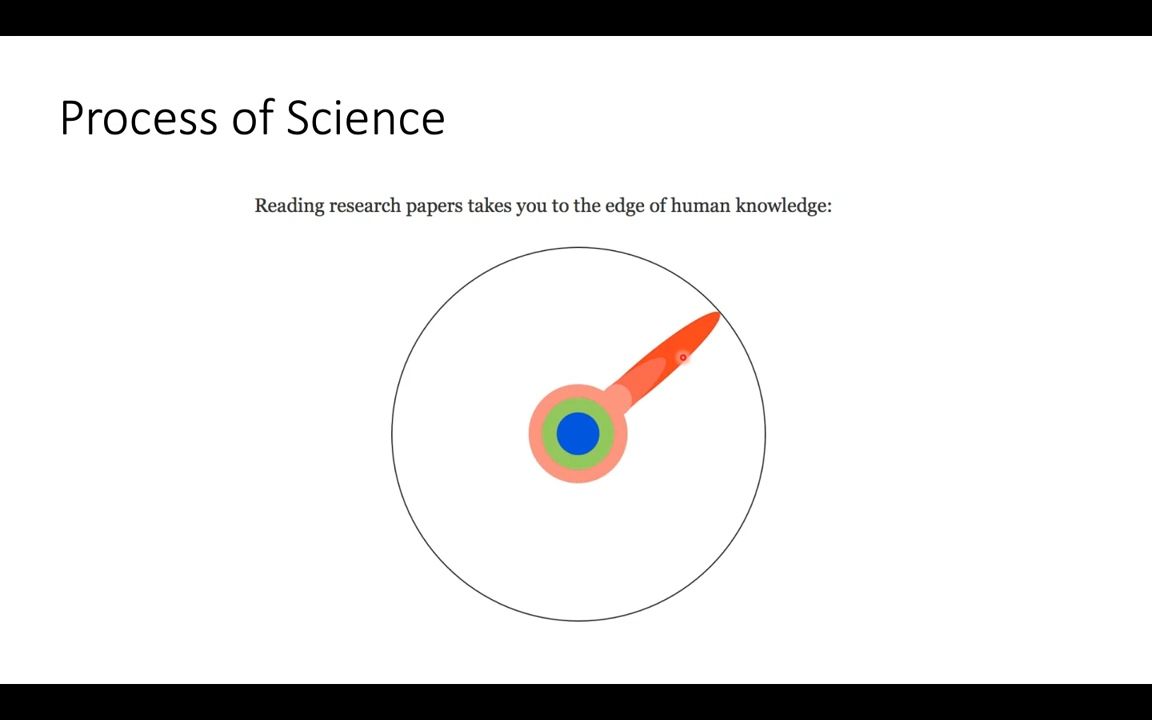 Process of Science
Reading research papers takes you to the edge of human knowledge: